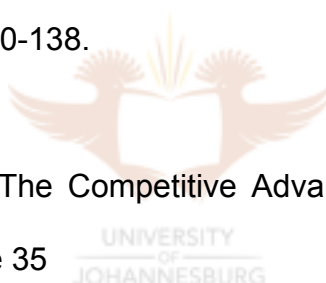 0-138.
The Competitive Adva
UNIVERSITY
OF
JOHANNESBURG
e 35